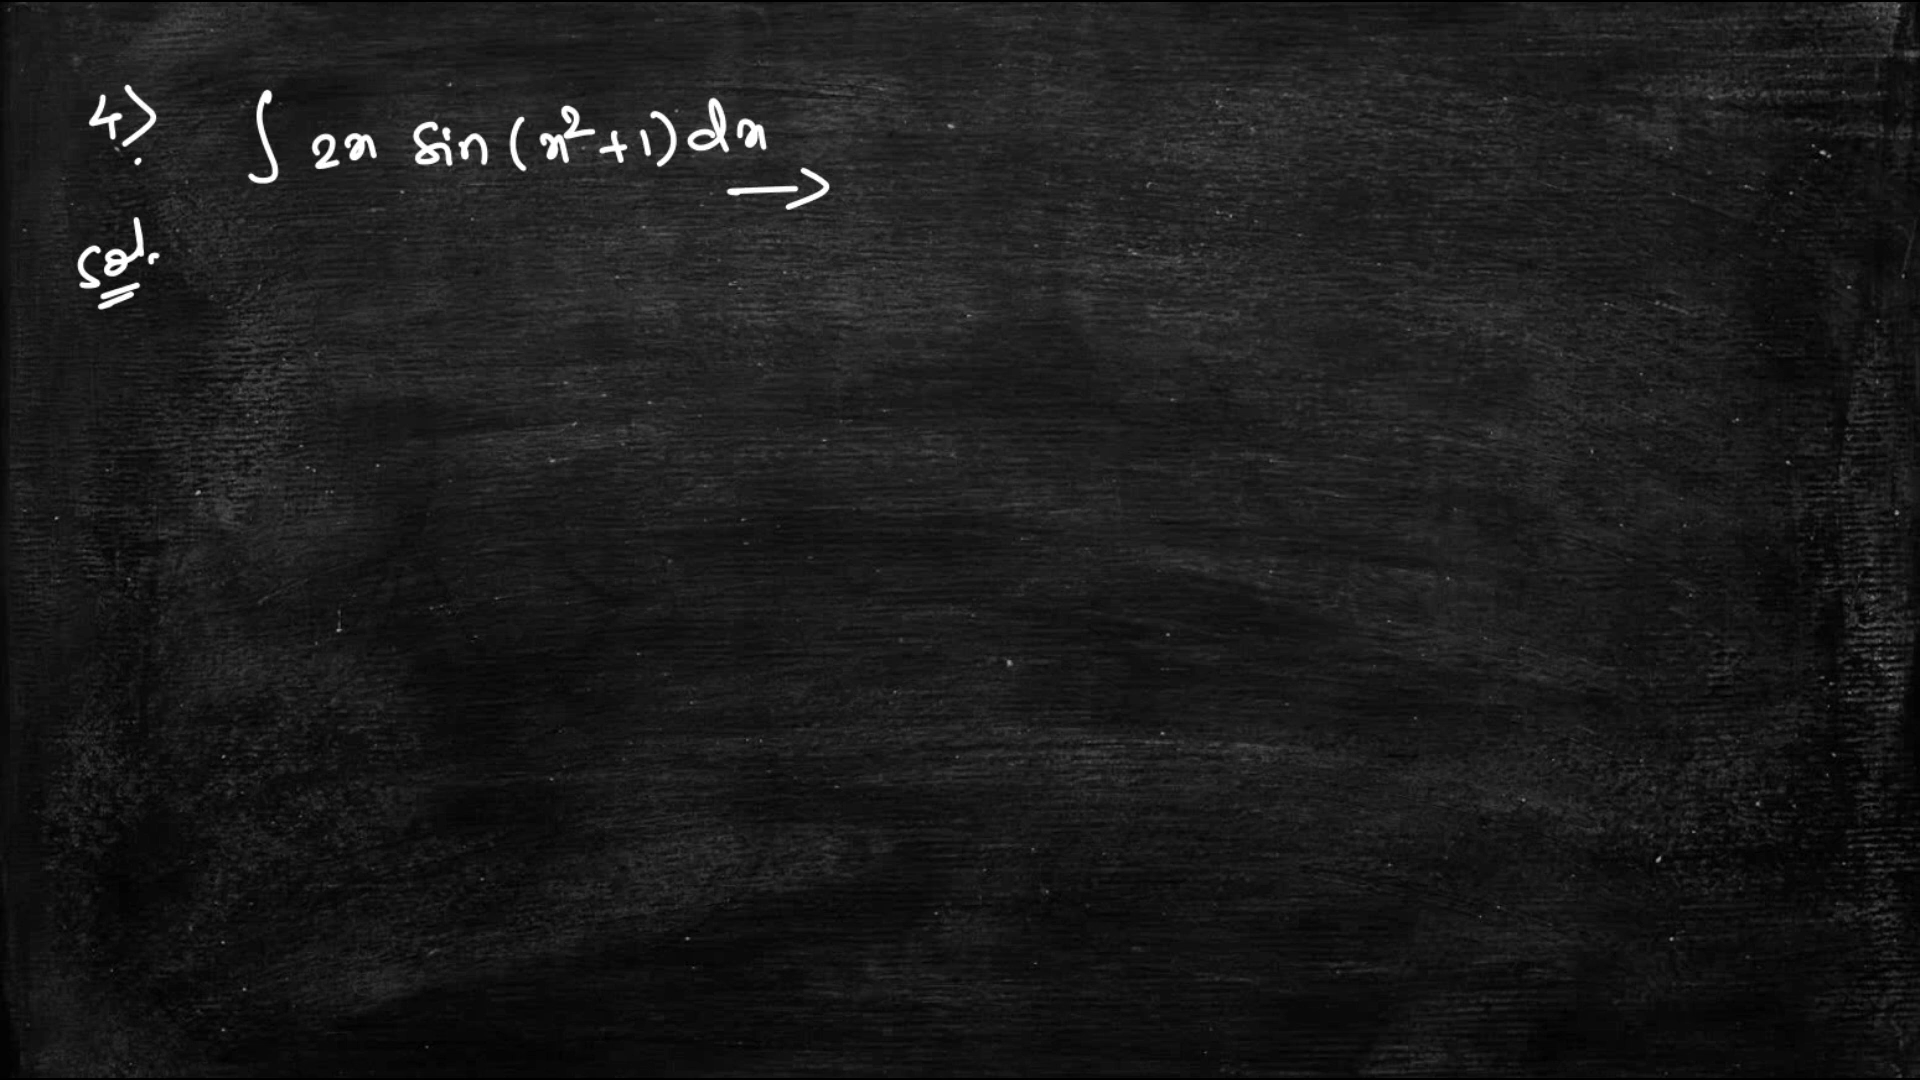 4) ∫ 2x sin (x²+1) dx
Sol.